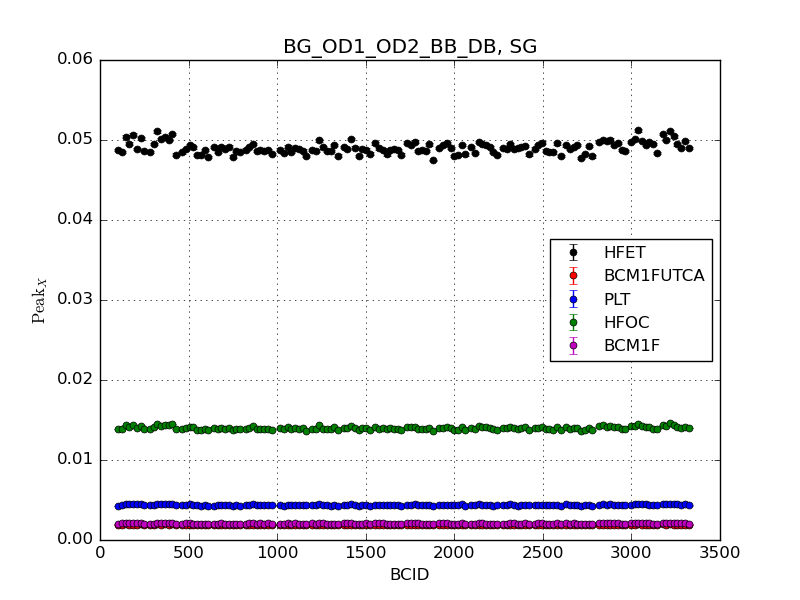 BG_OD1_OD2_BB_DB, SG
0.06
0.05
0.04
0.03
0.02
0.01
0.00
Peak_X
HFET
BCM1FUTCA
PLT
HFOC
BCM1F
0 500 1000 1500 2000 2500 3000 3500
BCID